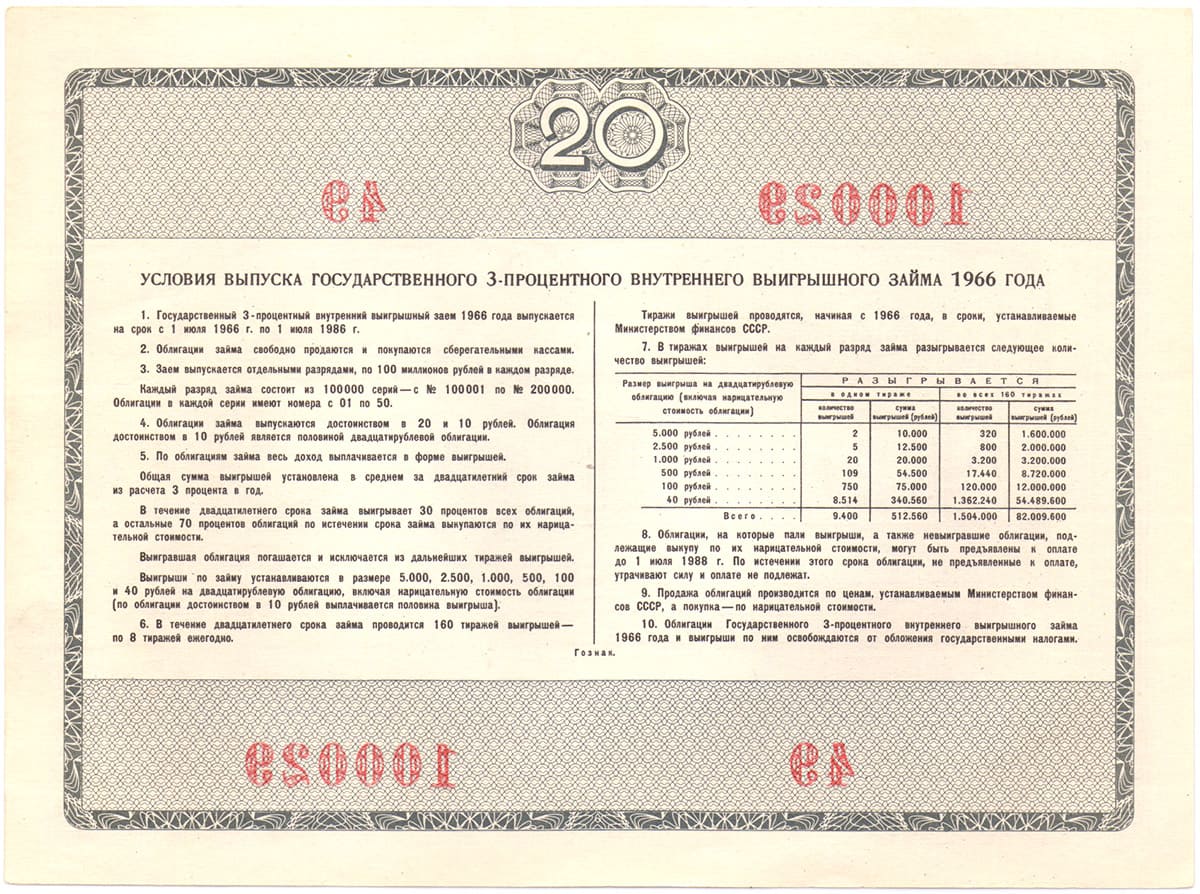 20
49
100029
УСЛОВИЯ ВЫПУСКА ГОСУДАРСТВЕННОГО 3-ПРОЦЕНТНОГО ВНУТРЕННЕГО ВЫИГРЫШНОГО ЗАЙМА 1966 ГОДА
1. Государственный 3-процентный внутренний выигрышный заем 1966 года выпускается
на срок с 1 июля 1966 г. по 1 июля 1986 г.
2. Облигации займа свободно продаются и покупаются сберегательными кассами.
3. Заем выпускается отдельными разрядами, по 100 миллионов рублей в каждом разряде.
Каждый разряд займа состоит из 100000 серий—с № 100001 по № 200000.
Облигации в каждой серии имеют номера с 01 по 50.
4. Облигации займа выпускаются достоинством в 20 и 10 рублей. Облигация
достоинством в 10 рублей является половиной двадцатирублевой облигации.
5. По облигациям займа весь доход выплачивается в форме выигрышей.
Общая сумма выигрышей установлена в среднем за двадцатилетний срок займа
из расчета 3 процента в год.
В течение двадцатилетнего срока займа выигрывает 30 процентов всех облигаций,
а остальные 70 процентов облигаций по истечении срока займа выкупаются по их нарица-
тельной стоимости.
Выигравшая облигация погашается и исключается из дальнейших тиражей выигрышей.
Выигрыши по займу устанавливаются в размере 5.000, 2.500, 1.000, 500, 100
и 40 рублей на двадцатирублевую облигацию, включая нарицательную стоимость облигации
(по облигации достоинством в 10 рублей выплачивается половина выигрыша).
6. В течение двадцатилетнего срока займа проводится 160 тиражей выигрышей—
по 8 тиражей ежегодно.
Тиражи выигрышей проводятся, начиная с 1966 года, в сроки, устанавливаемые
Министерством финансов СССР.
7. В тиражах выигрышей на каждый разряд займа разыгрывается следующее коли-
чество выигрышей:
Размер выигрыша на двадцатирублевую
облигацию (включая нарицательную
стоимость облигации)
РАЗЫГРЫВАЕТСЯ
в одном тираже
во всех 160 тиражах
количество выигрышей
сумма выигрышей (рублей)
количество выигрышей
сумма выигрышей (рублей)
5.000 рублей . . . . . . . . 2 10.000 320 1.600.000
2.500 рублей . . . . . . . . 5 12.500 800 2.000.000
1.000 рублей . . . . . . . . 20 20.000 3.200 3.200.000
500 рублей . . . . . . . . 109 54.500 17.440 8.720.000
100 рублей . . . . . . . . 750 75.000 120.000 12.000.000
40 рублей . . . . . . . . 8.514 340.560 1.362.240 54.489.600
Всего . . . . 9.400 512.560 1.504.000 82.009.600
8. Облигации, на которые пали выигрыши, а также невыигравшие облигации, под-
лежащие выкупу по их нарицательной стоимости, могут быть предъявлены к оплате
до 1 июля 1988 г. По истечении этого срока облигации, не предъявленные к оплате,
утрачивают силу и оплате не подлежат.
9. Продажа облигаций производится по ценам, устанавливаемым Министерством финан-
сов СССР, а покупка—по нарицательной стоимости.
10. Облигации Государственного 3-процентного внутреннего выигрышного займа
1966 года и выигрыши по ним освобождаются от обложения государственными налогами.
Гознак.
100029
49